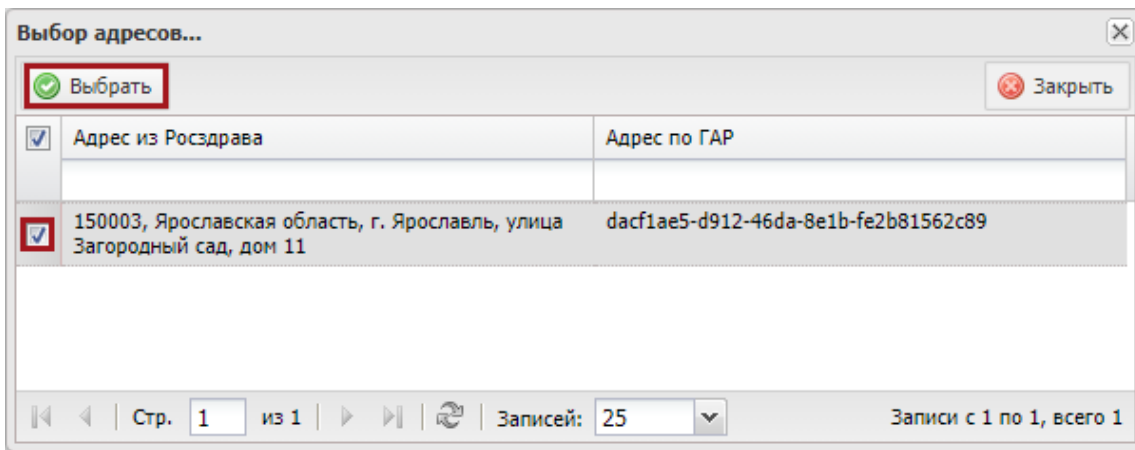 Выбор адресов...
Выбрать
Закрыть
Адрес из Росздрава
Адрес по ГАР
150003, Ярославская область, г. Ярославль, улица
Загородный сад, дом 11
dacf1ae5-d912-46da-8e1b-fe2b81562c89
Стр. 1 из 1 Записей: 25 Записи с 1 по 1, всего 1